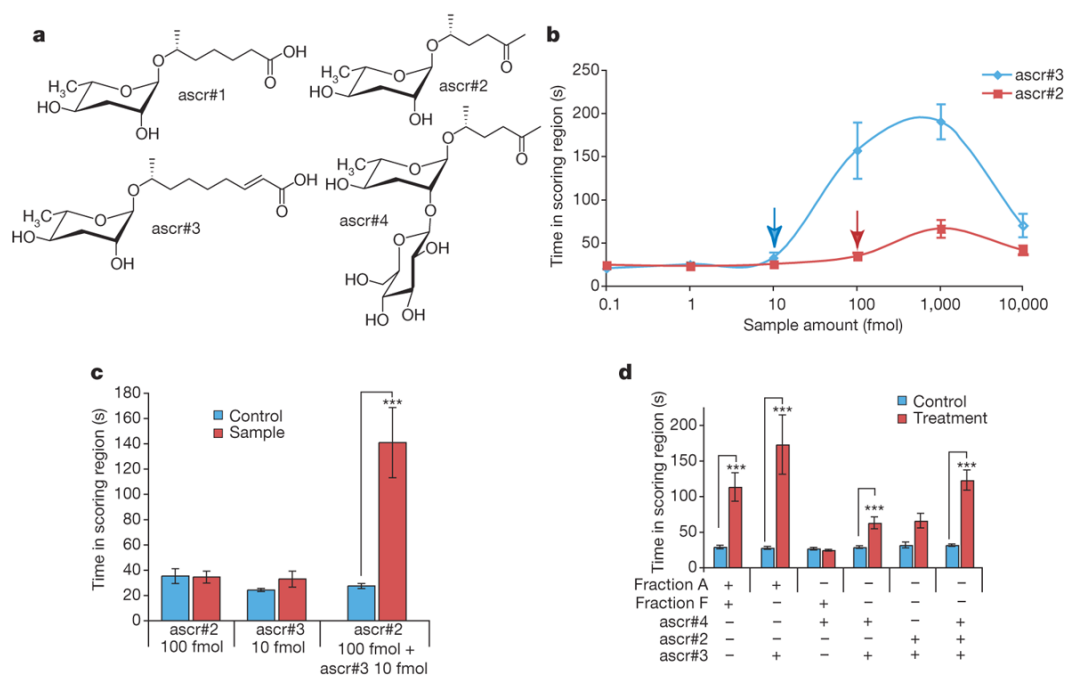 a
O
OH
O
H₃C
O
O
HO
OH
ascr#1
O
O
H₃C
O
O
HO
OH
ascr#2
O
OH
O
H₃C
O
O
HO
OH
ascr#3
O
O
H₃C
O
O
HO
O
ascr#4
O
OH
HO
OH
HO
b
ascr#3
ascr#2
Time in scoring region (s)
250
200
150
100
50
0
0.1
1
10
100
1,000
10,000
Sample amount (fmol)
c
Control
Sample
Time in scoring region (s)
180
160
140
120
100
80
60
40
20
0
***
ascr#2
100 fmol
ascr#3
10 fmol
ascr#2
100 fmol +
ascr#3 10 fmol
d
Control
Treatment
Time in scoring region (s)
200
150
100
50
0
***
***
***
***
Fraction A + + − − − −
Fraction F + − + − − −
ascr#4 − − + + − +
ascr#2 − − − − + +
ascr#3 − + − + + +